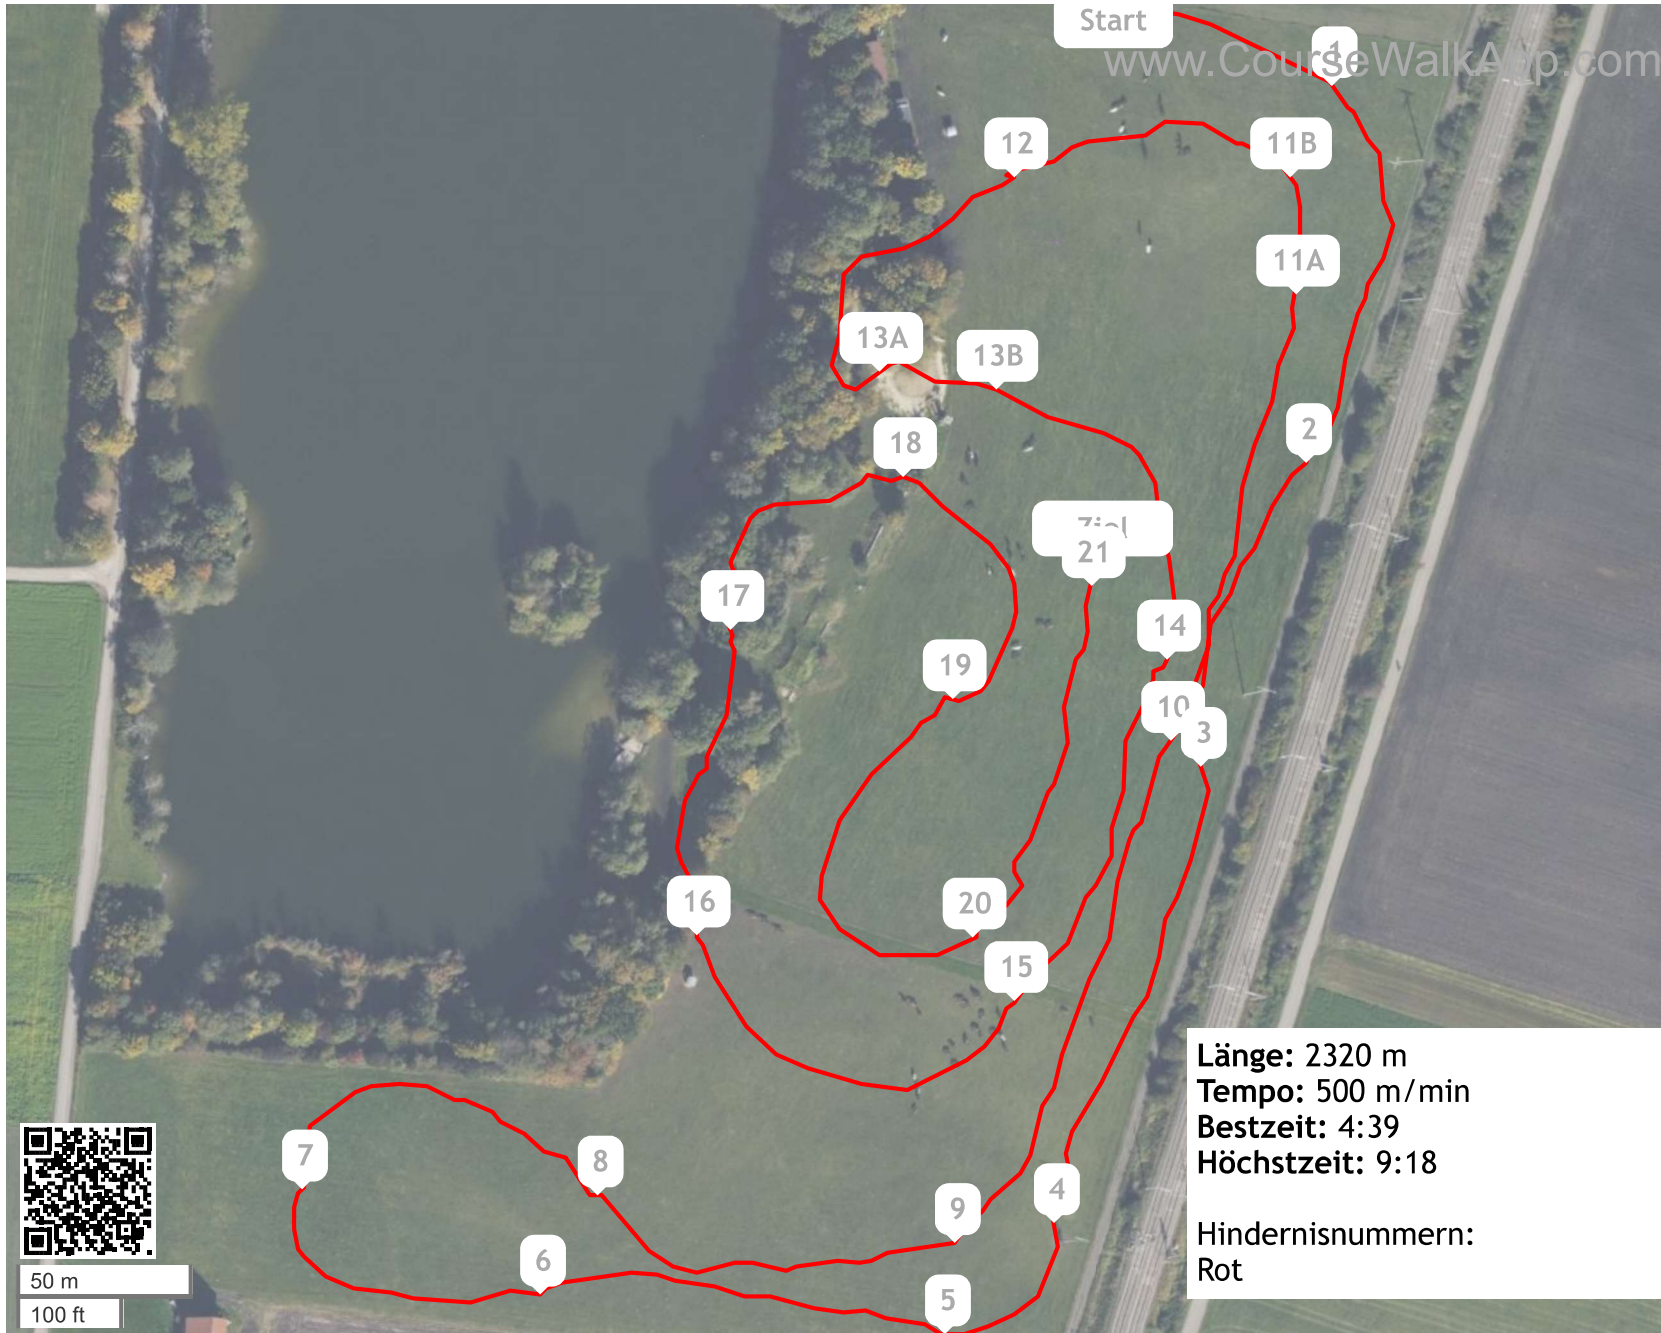 Start
1
www.CourseWalkApp.com
12
11B
11A
13A
13B
2
18
Ziel
21
17
14
19
10
3
16
20
15
Länge: 2320 m
Tempo: 500 m/min
Bestzeit: 4:39
Höchstzeit: 9:18
7
8
4
9
Hindernisnummern:
Rot
6
50 m
5
100 ft